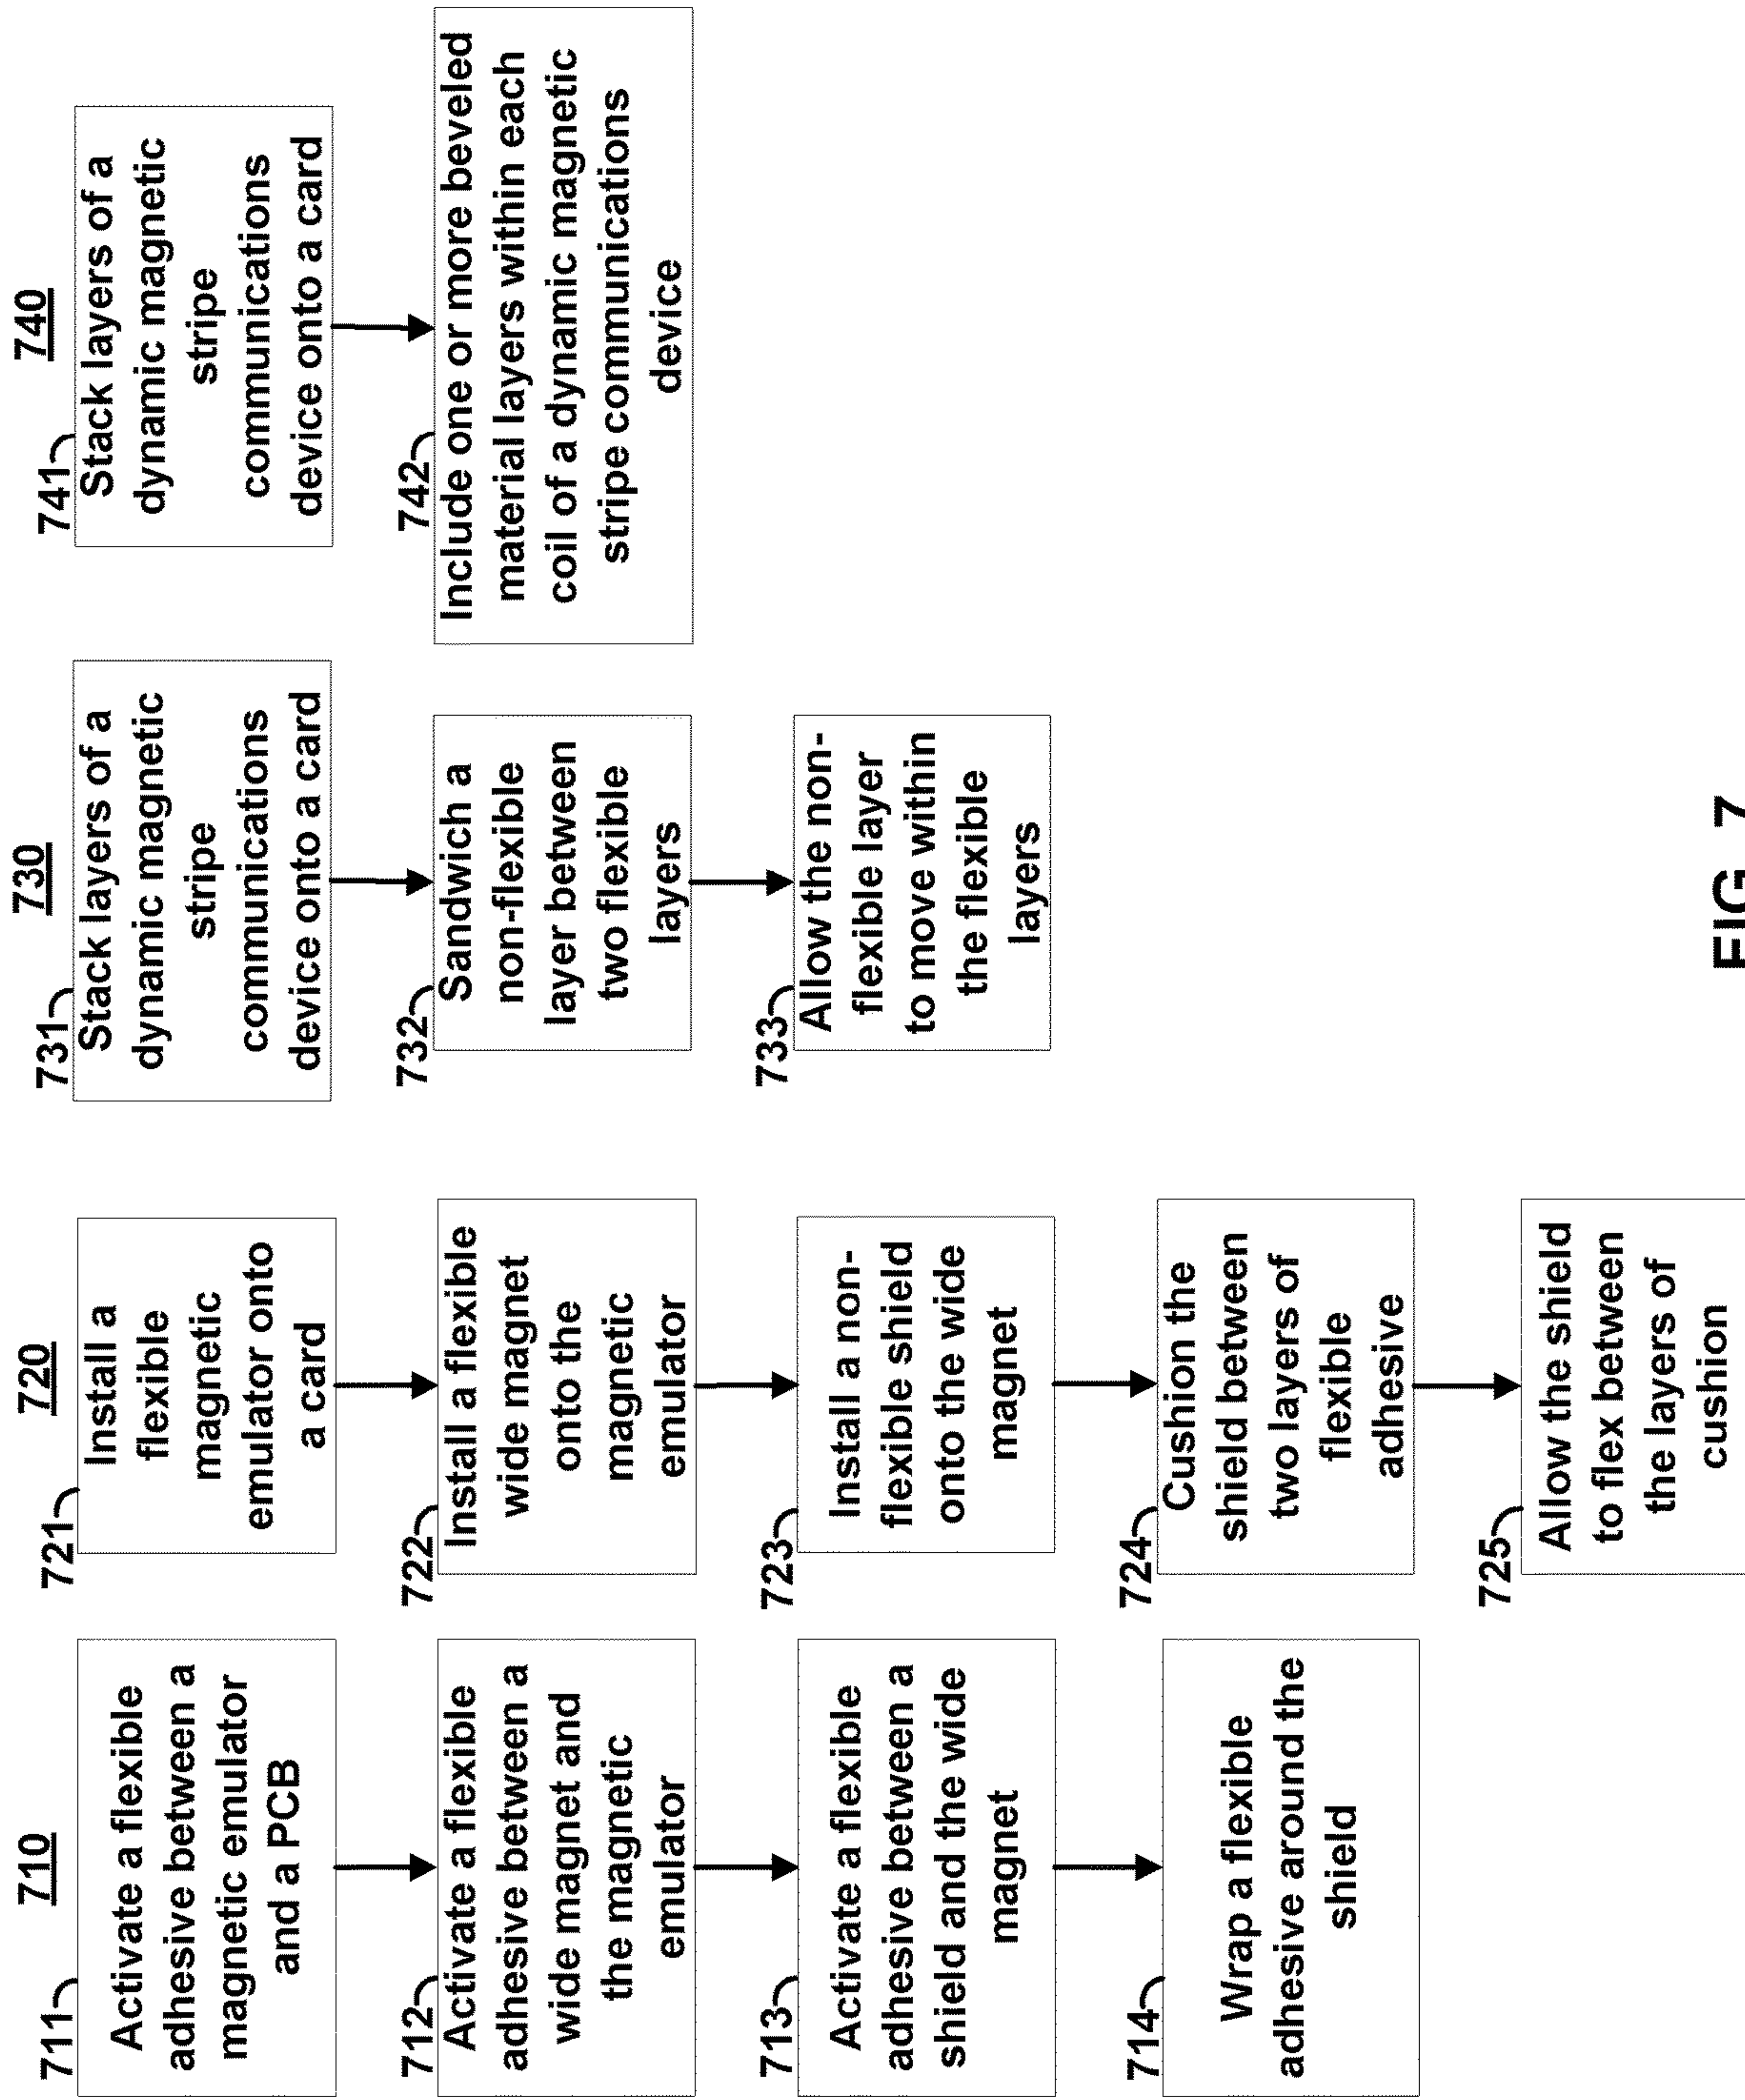 710
711
Activate a flexible
adhesive between a
magnetic emulator
and a PCB
712
Activate a flexible
adhesive between a
wide magnet and
the magnetic
emulator
713
Activate a flexible
adhesive between a
shield and the wide
magnet
714
Wrap a flexible
adhesive around the
shield
720
721
Install a
flexible
magnetic
emulator onto
a card
722
Install a flexible
wide magnet
onto the
magnetic
emulator
723
Install a non-
flexible shield
onto the wide
magnet
724
Cushion the
shield between
two layers of
flexible
adhesive
725
Allow the shield
to flex between
the layers of
cushion
730
731
Stack layers of a
dynamic magnetic
stripe
communications
device onto a card
732
Sandwich a
non-flexible
layer between
two flexible
layers
733
Allow the non-
flexible layer
to move within
the flexible
layers
740
741
Stack layers of a
dynamic magnetic
stripe
communications
device onto a card
742
Include one or more beveled
material layers within each
coil of a dynamic magnetic
stripe communications
device
FIG. 7